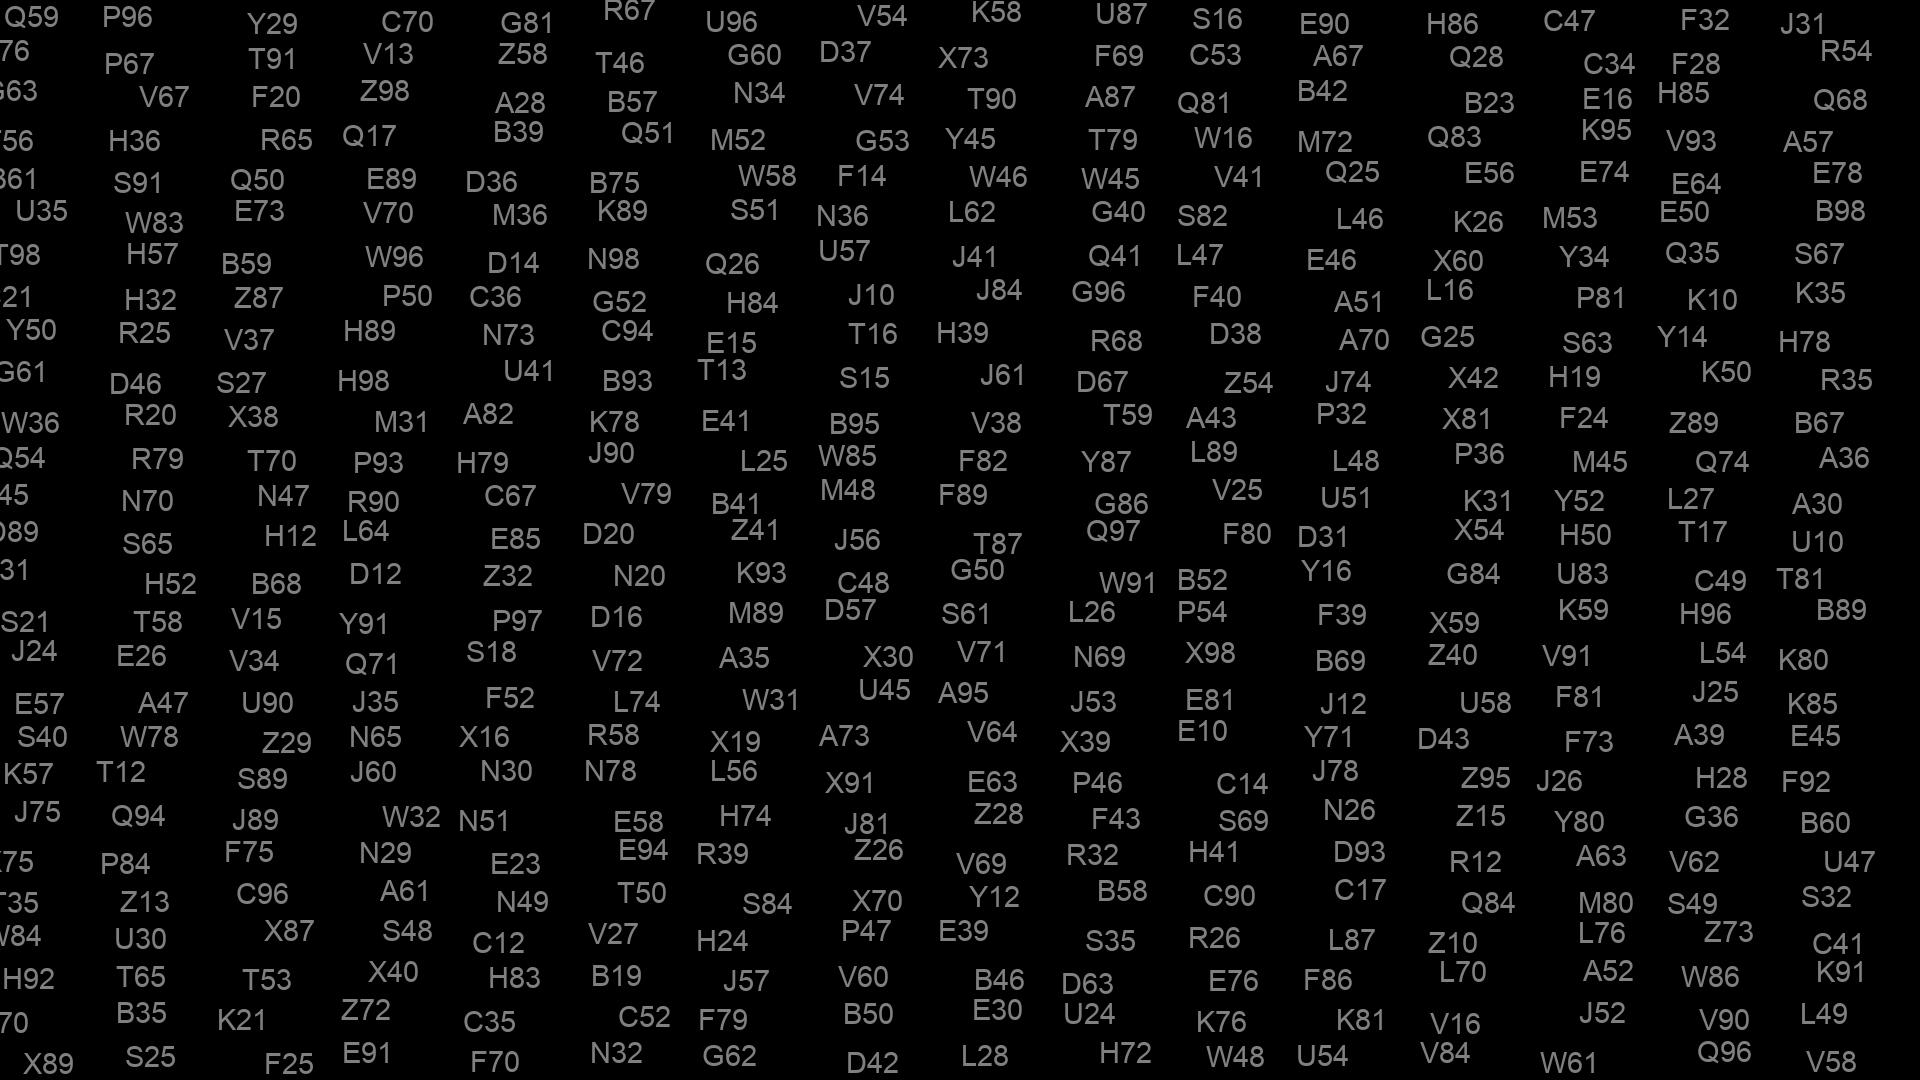 Q59 P96 Y29 C70 G81 R67 U96 V54 K58 U87 S16 E90 H86 C47 F32 J31
76 P67 T91 V13 Z58 T46 G60 D37 X73 F69 C53 A67 Q28 C34 F28 R54
63 V67 F20 Z98 A28 B57 N34 V74 T90 A87 Q81 B42 B23 E16 H85 Q68
56 H36 R65 Q17 B39 Q51 M52 G53 Y45 T79 W16 M72 Q83 K95 V93 A57
61 S91 Q50 E89 D36 B75 W58 F14 W46 W45 V41 Q25 E56 E74 E64 E78
U35 W83 E73 V70 M36 K89 S51 N36 L62 G40 S82 L46 K26 M53 E50 B98
T98 H57 B59 W96 D14 N98 Q26 U57 J41 Q41 L47 E46 X60 Y34 Q35 S67
21 H32 Z87 P50 C36 G52 H84 J10 J84 G96 F40 A51 L16 P81 K10 K35
Y50 R25 V37 H89 N73 C94 E15 T16 H39 R68 D38 A70 G25 S63 Y14 H78
G61 D46 S27 H98 U41 B93 T13 S15 J61 D67 Z54 J74 X42 H19 K50 R35
W36 R20 X38 M31 A82 K78 E41 B95 V38 T59 A43 P32 X81 F24 Z89 B67
Q54 R79 T70 P93 H79 J90 L25 W85 F82 Y87 L89 L48 P36 M45 Q74 A36
45 N70 N47 R90 C67 V79 B41 M48 F89 G86 V25 U51 K31 Y52 L27 A30
89 S65 H12 L64 E85 D20 Z41 J56 T87 Q97 F80 D31 X54 H50 T17 U10
31 H52 B68 D12 Z32 N20 K93 C48 G50 W91 B52 Y16 G84 U83 C49 T81
S21 T58 V15 Y91 P97 D16 M89 D57 S61 L26 P54 F39 X59 K59 H96 B89
J24 E26 V34 Q71 S18 V72 A35 X30 V71 N69 X98 B69 Z40 V91 L54 K80
E57 A47 U90 J35 F52 L74 W31 U45 A95 J53 E81 J12 U58 F81 J25 K85
S40 W78 Z29 N65 X16 R58 X19 A73 V64 X39 E10 Y71 D43 F73 A39 E45
K57 T12 S89 J60 N30 N78 L56 X91 E63 P46 C14 J78 Z95 J26 H28 F92
J75 Q94 J89 W32 N51 E58 H74 J81 Z28 F43 S69 N26 Z15 Y80 G36 B60
75 P84 F75 N29 E23 E94 R39 Z26 V69 R32 H41 D93 R12 A63 V62 U47
35 Z13 C96 A61 N49 T50 S84 X70 Y12 B58 C90 C17 Q84 M80 S49 S32
W84 U30 X87 S48 C12 V27 H24 P47 E39 S35 R26 L87 Z10 L76 Z73 C41
H92 T65 T53 X40 H83 B19 J57 V60 B46 D63 E76 F86 L70 A52 W86 K91
70 B35 K21 Z72 C35 C52 F79 B50 E30 U24 K76 K81 V16 J52 V90 L49
X89 S25 F25 E91 F70 N32 G62 D42 L28 H72 W48 U54 V84 W61 Q96 V58